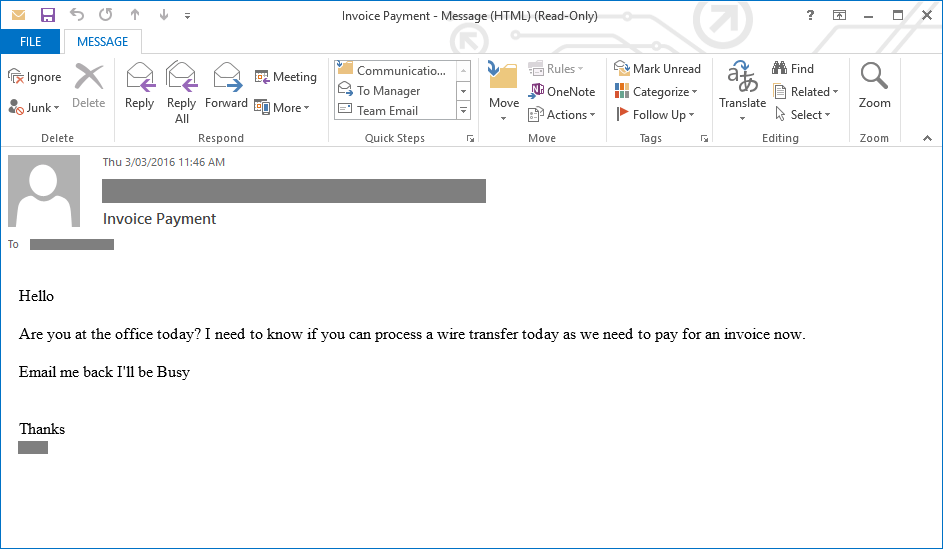 Invoice Payment - Message (HTML) (Read-Only)
?
FILE MESSAGE
Ignore
Junk
Delete
Delete
Reply
Reply All
Forward
Meeting
More
Respond
Communicatio...
To Manager
Team Email
Quick Steps
Move
Rules
OneNote
Actions
Move
Mark Unread
Categorize
Follow Up
Tags
Translate
Find
Related
Select
Editing
Zoom
Zoom
Thu 3/03/2016 11:46 AM
Invoice Payment
To
Hello
Are you at the office today? I need to know if you can process a wire transfer today as we need to pay for an invoice now.
Email me back I'll be Busy
Thanks